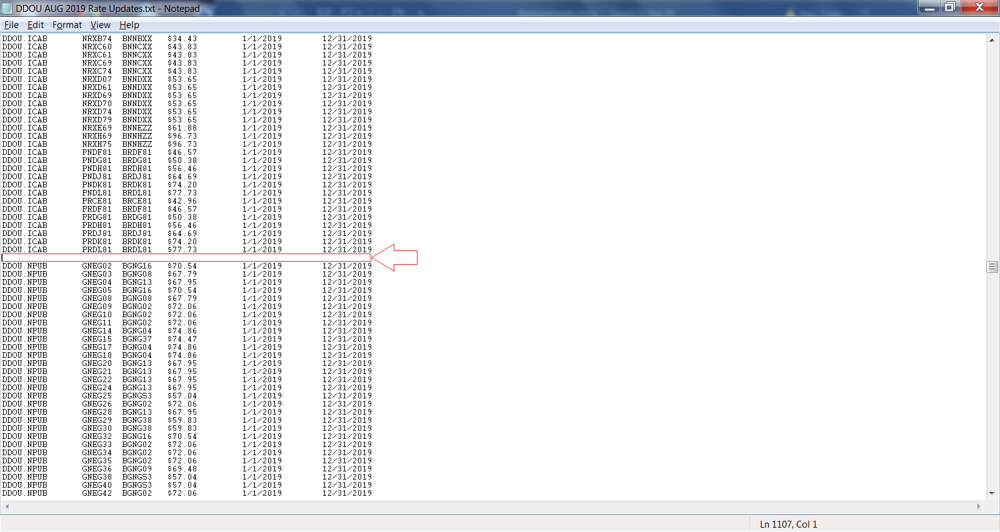 DDOU AUG 2019 Rate Updates.txt - Notepad
File Edit Format View Help
DDOU.ICAB NRXB74 BNNBXX $34.43 1/1/2019 12/31/2019
DDOU.ICAB NRXC60 BNNCXX $43.83 1/1/2019 12/31/2019
DDOU.ICAB NRXC61 BNNCXX $43.83 1/1/2019 12/31/2019
DDOU.ICAB NRXC69 BNNCXX $43.83 1/1/2019 12/31/2019
DDOU.ICAB NRXC74 BNNCXX $43.83 1/1/2019 12/31/2019
DDOU.ICAB NRXD07 BNNDXX $53.65 1/1/2019 12/31/2019
DDOU.ICAB NRXD61 BNNDXX $53.65 1/1/2019 12/31/2019
DDOU.ICAB NRXD69 BNNDXX $53.65 1/1/2019 12/31/2019
DDOU.ICAB NRXD70 BNNDXX $53.65 1/1/2019 12/31/2019
DDOU.ICAB NRXD74 BNNDXX $53.65 1/1/2019 12/31/2019
DDOU.ICAB NRXD79 BNNDXX $53.65 1/1/2019 12/31/2019
DDOU.ICAB NRXE69 BNNEZZ $61.88 1/1/2019 12/31/2019
DDOU.ICAB NRXH69 BNNHZZ $96.73 1/1/2019 12/31/2019
DDOU.ICAB NRXH75 BNNHZZ $96.73 1/1/2019 12/31/2019
DDOU.ICAB PNDF81 BRDF81 $46.57 1/1/2019 12/31/2019
DDOU.ICAB PNDG81 BRDG81 $50.38 1/1/2019 12/31/2019
DDOU.ICAB PNDH81 BRDH81 $56.46 1/1/2019 12/31/2019
DDOU.ICAB PNDJ81 BRDJ81 $64.69 1/1/2019 12/31/2019
DDOU.ICAB PNDK81 BRDK81 $74.20 1/1/2019 12/31/2019
DDOU.ICAB PNDL81 BRDL81 $77.73 1/1/2019 12/31/2019
DDOU.ICAB PRCE81 BRCE81 $42.96 1/1/2019 12/31/2019
DDOU.ICAB PRDF81 BRDF81 $46.57 1/1/2019 12/31/2019
DDOU.ICAB PRDG81 BRDG81 $50.38 1/1/2019 12/31/2019
DDOU.ICAB PRDH81 BRDH81 $56.46 1/1/2019 12/31/2019
DDOU.ICAB PRDJ81 BRDJ81 $64.69 1/1/2019 12/31/2019
DDOU.ICAB PRDK81 BRDK81 $74.20 1/1/2019 12/31/2019
DDOU.ICAB PRDL81 BRDL81 $77.73 1/1/2019 12/31/2019
DDOU.NPUB GNEG02 BGNG16 $70.54 1/1/2019 12/31/2019
DDOU.NPUB GNEG03 BGNG08 $67.79 1/1/2019 12/31/2019
DDOU.NPUB GNEG04 BGNG13 $67.95 1/1/2019 12/31/2019
DDOU.NPUB GNEG05 BGNG16 $70.54 1/1/2019 12/31/2019
DDOU.NPUB GNEG08 BGNG08 $67.79 1/1/2019 12/31/2019
DDOU.NPUB GNEG09 BGNG02 $72.06 1/1/2019 12/31/2019
DDOU.NPUB GNEG10 BGNG02 $72.06 1/1/2019 12/31/2019
DDOU.NPUB GNEG11 BGNG02 $72.06 1/1/2019 12/31/2019
DDOU.NPUB GNEG14 BGNG04 $74.86 1/1/2019 12/31/2019
DDOU.NPUB GNEG15 BGNG37 $74.47 1/1/2019 12/31/2019
DDOU.NPUB GNEG17 BGNG04 $74.86 1/1/2019 12/31/2019
DDOU.NPUB GNEG18 BGNG04 $74.86 1/1/2019 12/31/2019
DDOU.NPUB GNEG20 BGNG13 $67.95 1/1/2019 12/31/2019
DDOU.NPUB GNEG21 BGNG13 $67.95 1/1/2019 12/31/2019
DDOU.NPUB GNEG22 BGNG13 $67.95 1/1/2019 12/31/2019
DDOU.NPUB GNEG24 BGNG13 $67.95 1/1/2019 12/31/2019
DDOU.NPUB GNEG25 BGNGS3 $57.04 1/1/2019 12/31/2019
DDOU.NPUB GNEG26 BGNG02 $72.06 1/1/2019 12/31/2019
DDOU.NPUB GNEG28 BGNG13 $67.95 1/1/2019 12/31/2019
DDOU.NPUB GNEG29 BGNG38 $59.83 1/1/2019 12/31/2019
DDOU.NPUB GNEG30 BGNG38 $59.83 1/1/2019 12/31/2019
DDOU.NPUB GNEG32 BGNG16 $70.54 1/1/2019 12/31/2019
DDOU.NPUB GNEG33 BGNG02 $72.06 1/1/2019 12/31/2019
DDOU.NPUB GNEG34 BGNG02 $72.06 1/1/2019 12/31/2019
DDOU.NPUB GNEG35 BGNG02 $72.06 1/1/2019 12/31/2019
DDOU.NPUB GNEG36 BGNG09 $69.48 1/1/2019 12/31/2019
DDOU.NPUB GNEG38 BGNGS3 $57.04 1/1/2019 12/31/2019
DDOU.NPUB GNEG40 BGNGS3 $57.04 1/1/2019 12/31/2019
DDOU.NPUB GNEG42 BGNG02 $72.06 1/1/2019 12/31/2019
Ln 1107, Col 1